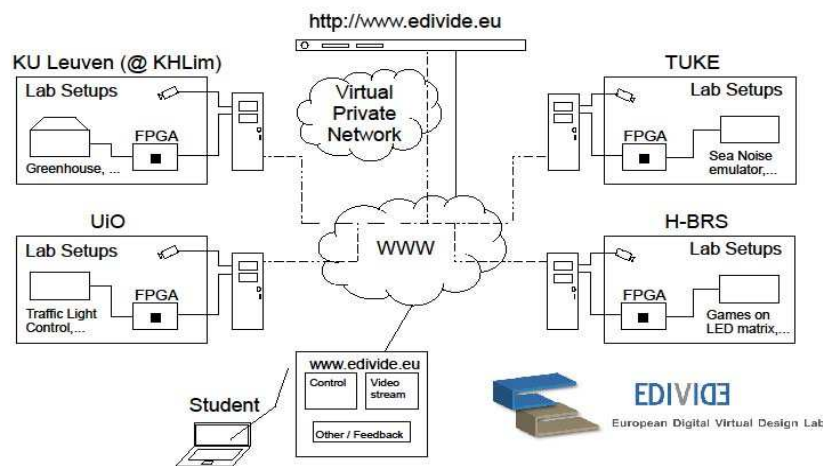 http://www.edivide.eu
KU Leuven (@ KHLim)
Lab Setups
FPGA
Greenhouse, ...
Virtual
Private
Network
TUKE
Lab Setups
FPGA
Sea Noise
emulator,...
UiO
Lab Setups
FPGA
Traffic Light
Control,...
WWW
H-BRS
Lab Setups
FPGA
Games on
LED matrix,...
www.edivide.eu
Control
Video
stream
Other / Feedback
Student
EDIVIDE
European Digital Virtual Design Lab